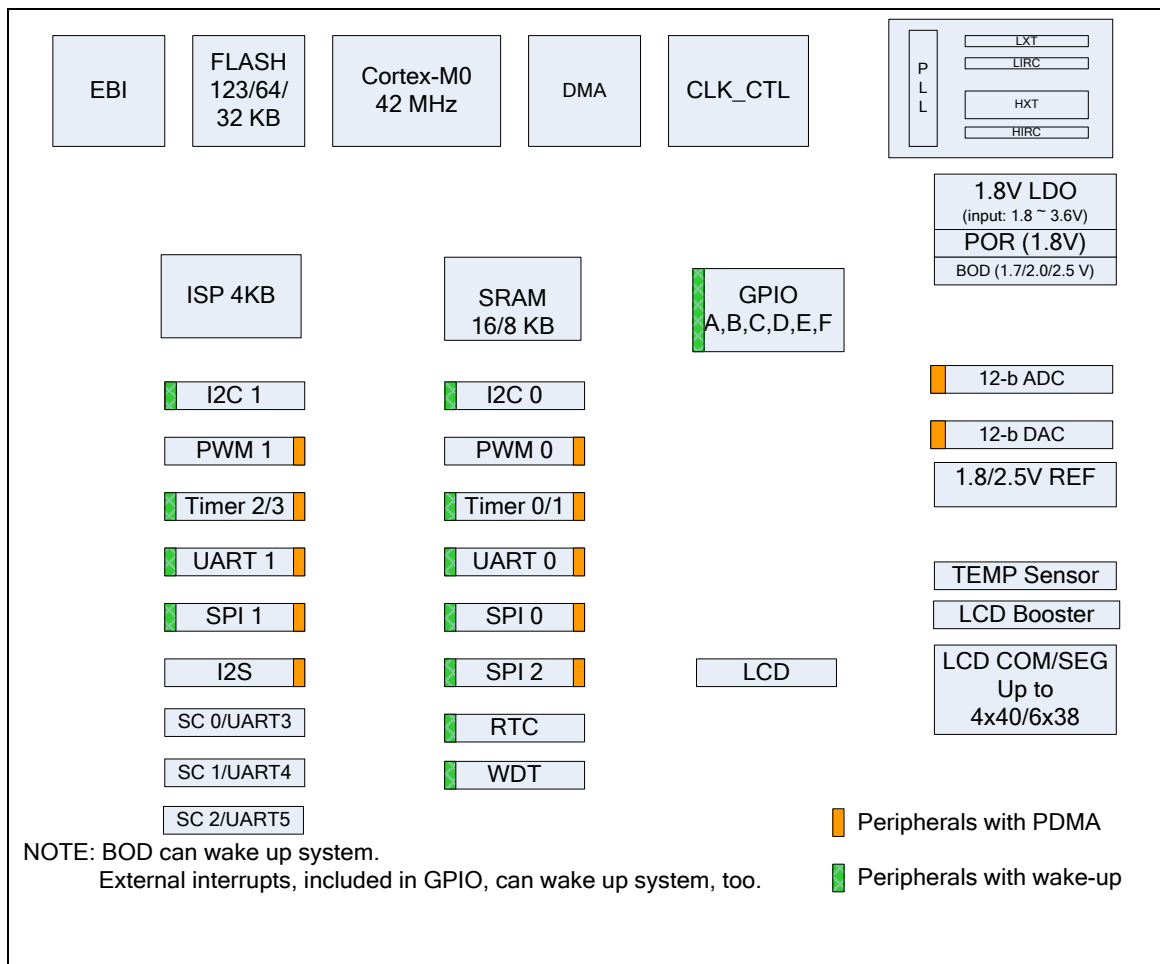 EBI
FLASH
123/64/
32 KB
Cortex-M0
42 MHz
DMA
CLK_CTL
P
L
L
LXT
LIRC
HXT
HIRC
1.8V LDO
(input: 1.8 ~ 3.6V)
POR (1.8V)
BOD (1.7/2.0/2.5 V)
ISP 4KB
SRAM
16/8 KB
GPIO
A,B,C,D,E,F
I2C 1
I2C 0
12-b ADC
PWM 1
PWM 0
12-b DAC
1.8/2.5V REF
Timer 2/3
Timer 0/1
UART 1
UART 0
TEMP Sensor
SPI 1
SPI 0
LCD Booster
I2S
SPI 2
LCD
LCD COM/SEG
Up to
4x40/6x38
SC 0/UART3
RTC
SC 1/UART4
WDT
SC 2/UART5
Peripherals with PDMA
NOTE: BOD can wake up system.
External interrupts, included in GPIO, can wake up system, too.
Peripherals with wake-up